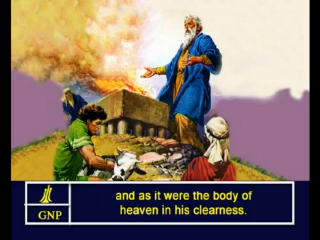 and as it were the body of
heaven in his clearness.
GNP